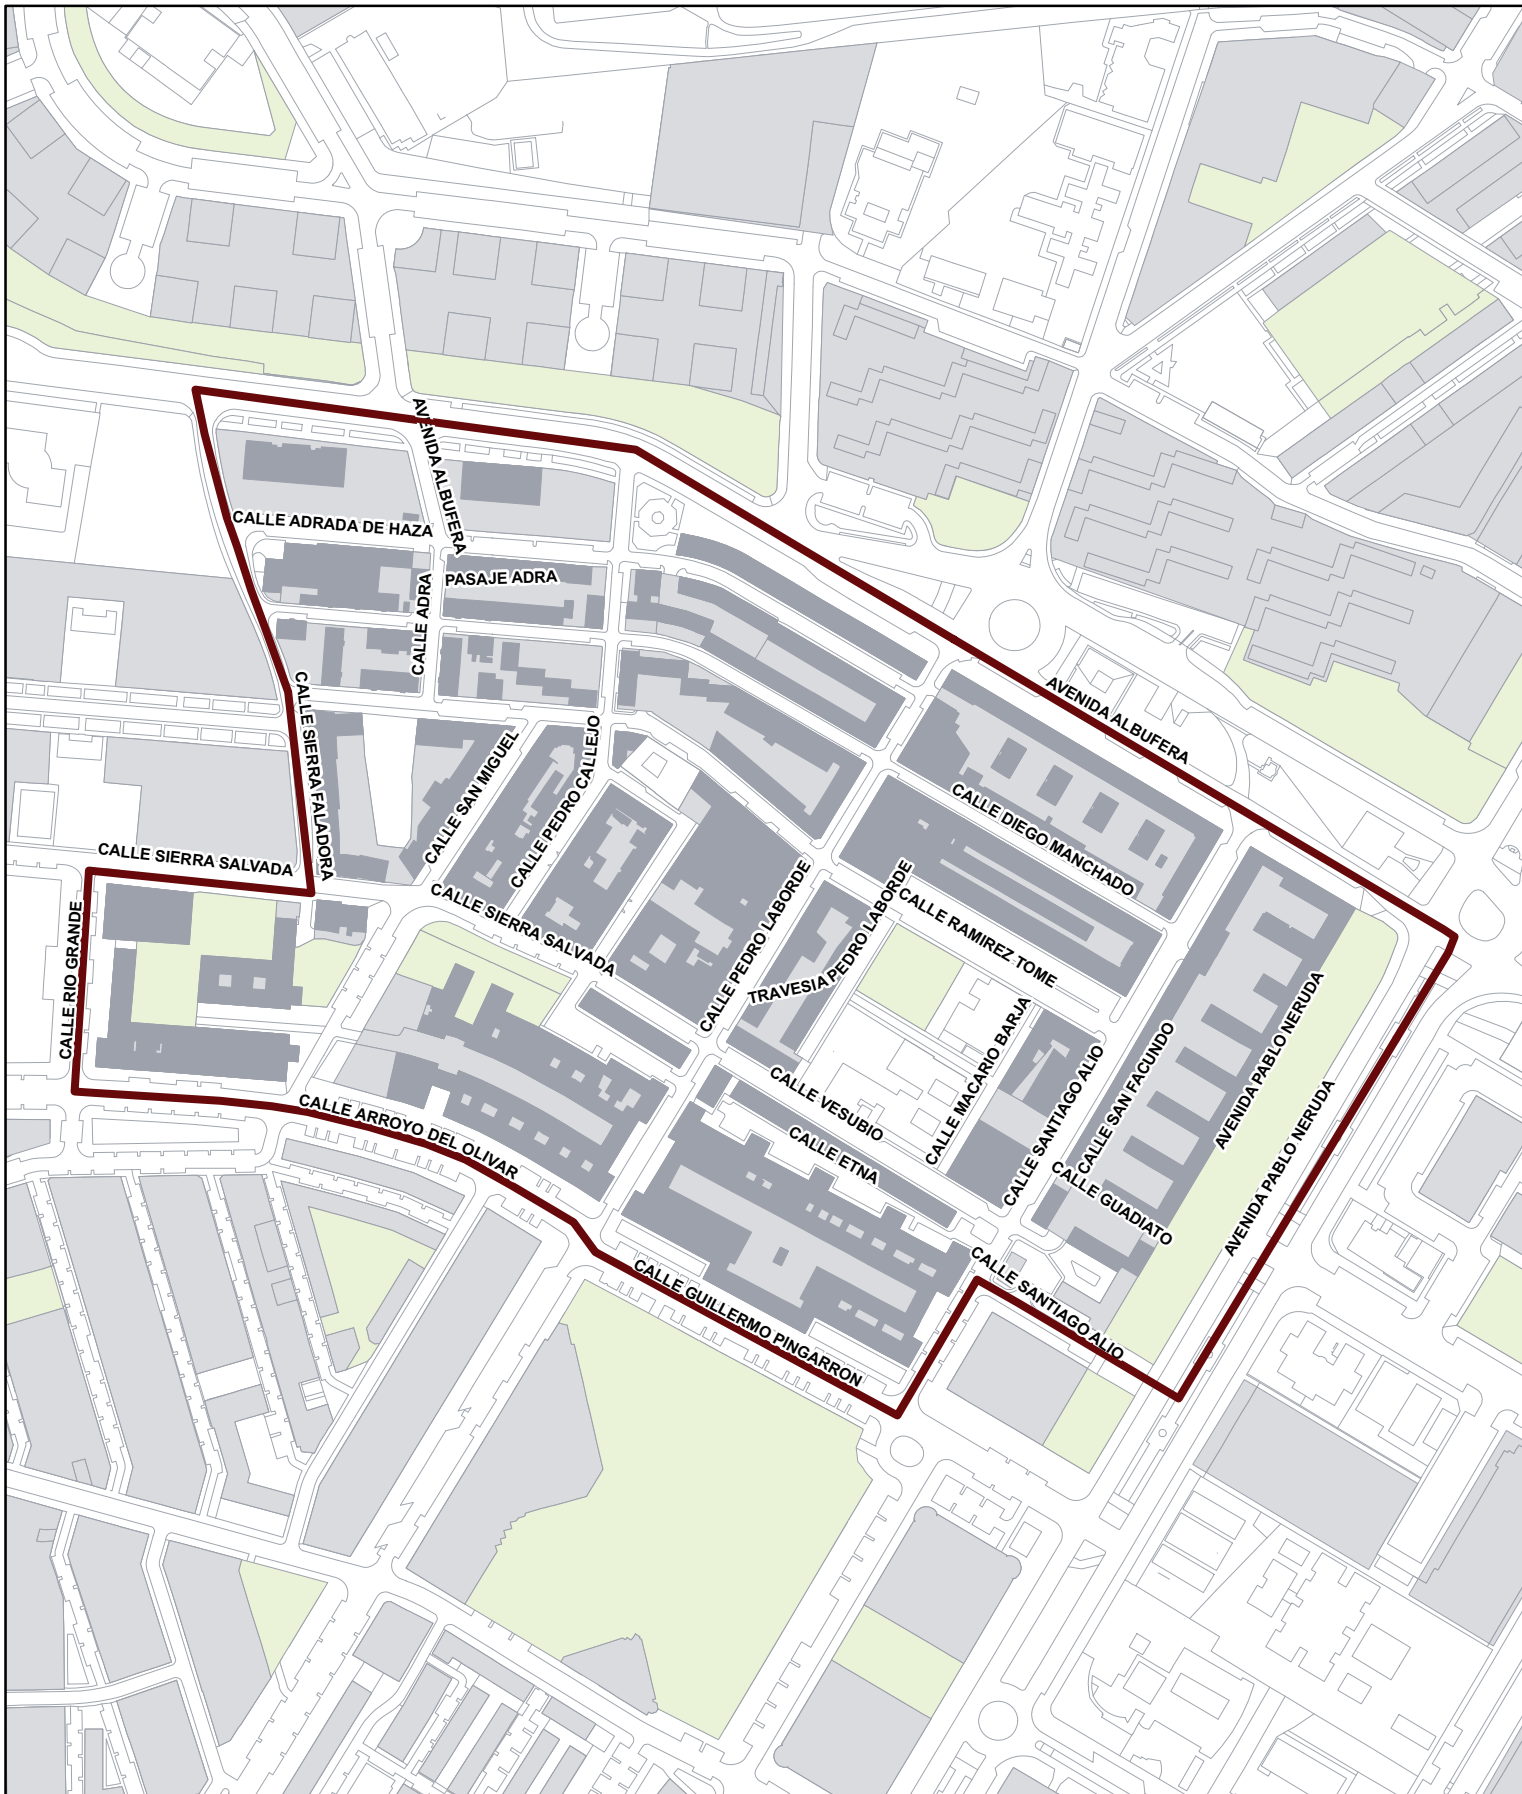 AVENIDA ALBUFERA
CALLE ADRADA DE HAZA
PASAJE ADRA
CALLE ADRA
CALLE SIERRA FALADORA
CALLE SAN MIGUEL
CALLE PEDRO CALLEJO
AVENIDA ALBUFERA
CALLE DIEGO MANCHADO
CALLE SIERRA SALVADA
CALLE SIERRA SALVADA
CALLE RIO GRANDE
CALLE PEDRO LABORDE
TRAVESIA PEDRO LABORDE
CALLE RAMIREZ TOME
CALLE MACARIO BARJA
CALLE SANTIAGO ALIO
CALLE SAN FACUNDO
AVENIDA PABLO NERUDA
AVENIDA PABLO NERUDA
CALLE VESUBIO
CALLE ETNA
CALLE ARROYO DEL OLIVAR
CALLE GUADIATO
CALLE SANTIAGO ALIO
CALLE GUILLERMO PINGARRON